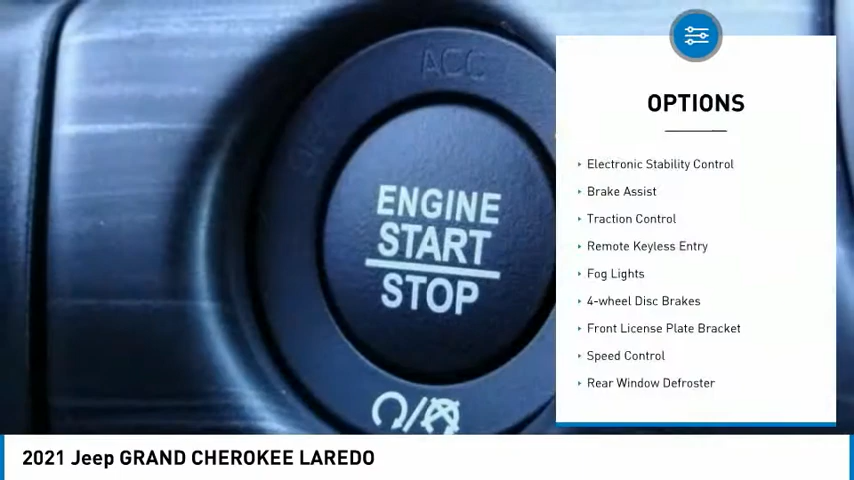 ACC
OFF
ENGINE
START
STOP
OPTIONS
Electronic Stability Control
Brake Assist
Traction Control
Remote Keyless Entry
Fog Lights
4-wheel Disc Brakes
Front License Plate Bracket
Speed Control
Rear Window Defroster
2021 Jeep GRAND CHEROKEE LAREDO